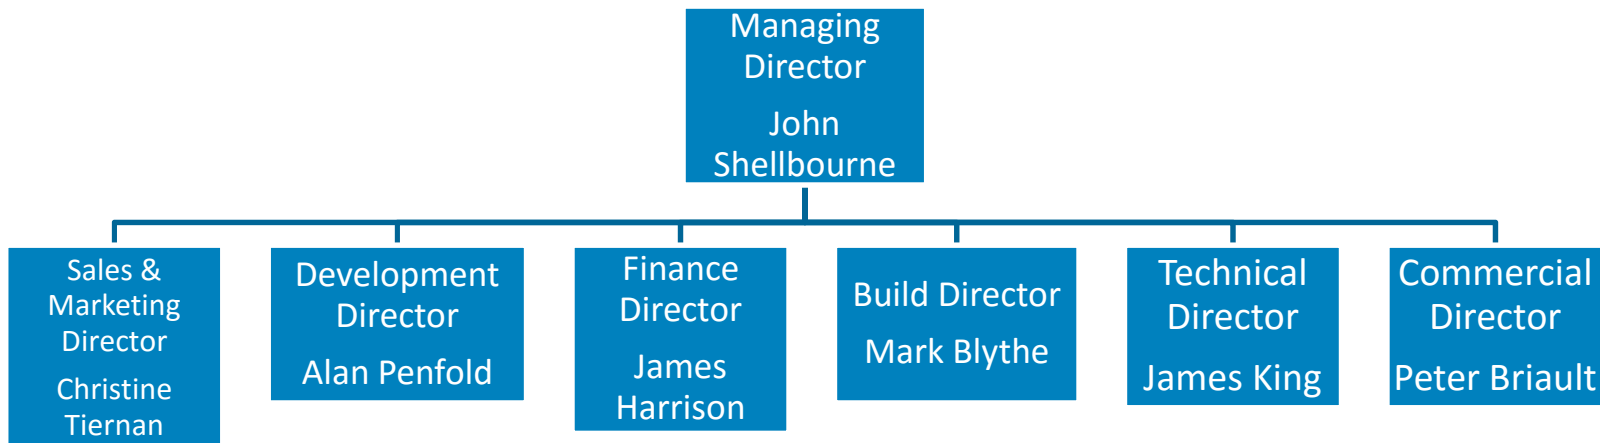 Managing
Director
John
Shellbourne
Sales &
Marketing
Director
Christine
Tiernan
Development
Director
Alan Penfold
Finance
Director
James
Harrison
Build Director
Mark Blythe
Technical
Director
James King
Commercial
Director
Peter Briault